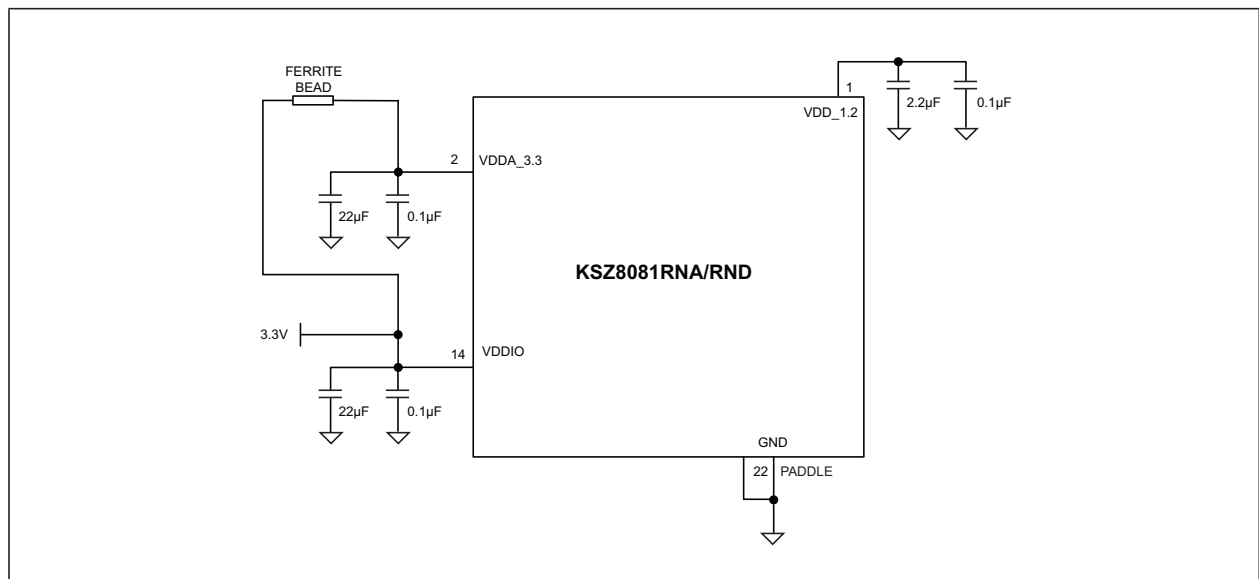 FERRITE
BEAD
1
VDD_1.2
2.2µF
0.1µF
2
VDDA_3.3
22µF
0.1µF
KSZ8081RNA/RND
3.3V
14
VDDIO
22µF
0.1µF
GND
22
PADDLE